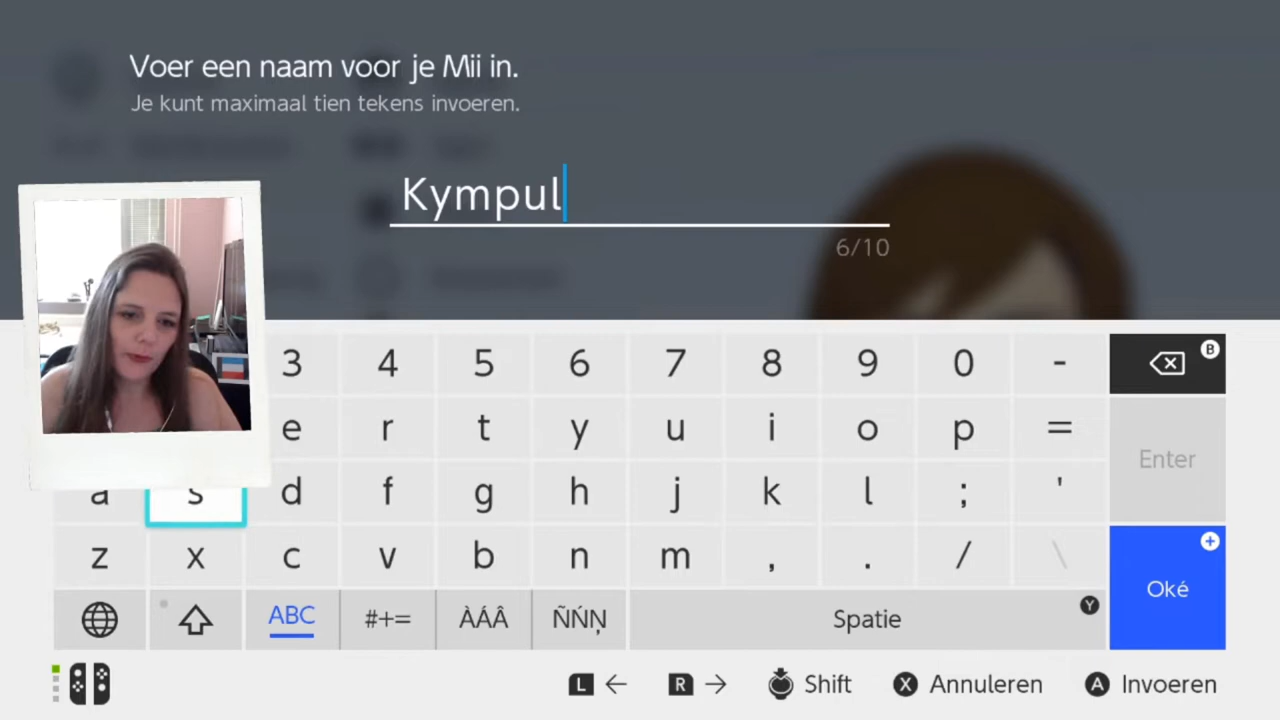 Voer een naam voor je Mii in.
Je kunt maximaal tien tekens invoeren.
Kympul
6/10
3 4 5 6 7 8 9 0 - B
e r t y u i o p = Enter
a s d f g h j k l ; '
z x c v b n m , . / \ + Oké
ABC #+= ÀÁÂ ÑŃŅ Spatie Y
L ← R → Shift X Annuleren A Invoeren